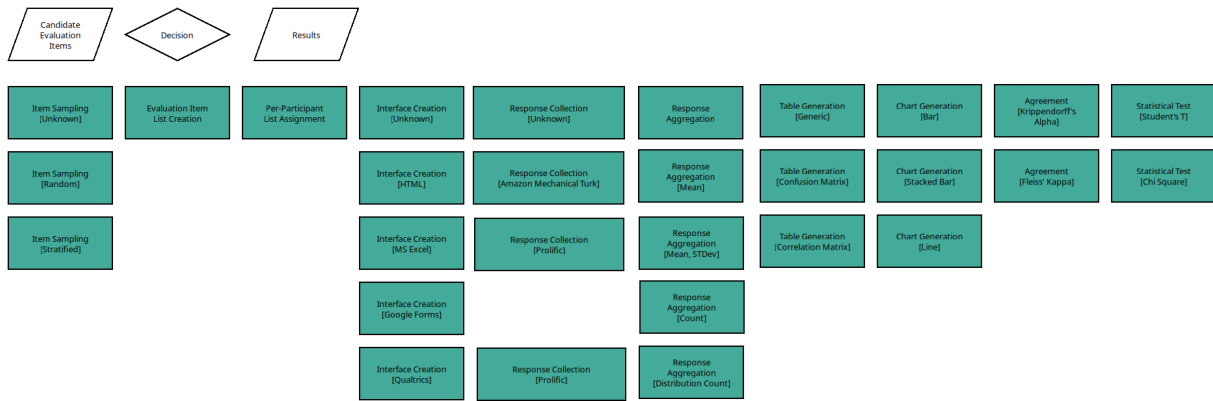 Candidate
Evaluation
Items
Decision
Results
Item Sampling
[Unknown]
Evaluation Item
List Creation
Per-Participant
List Assignment
Interface Creation
[Unknown]
Response Collection
[Unknown]
Response
Aggregation
Table Generation
[Generic]
Chart Generation
[Bar]
Agreement
[Krippendorff's
Alpha]
Statistical Test
[Student's T]
Item Sampling
[Random]
Interface Creation
[HTML]
Response Collection
[Amazon Mechanical Turk]
Response
Aggregation
[Mean]
Table Generation
[Confusion Matrix]
Chart Generation
[Stacked Bar]
Agreement
[Fleiss' Kappa]
Statistical Test
[Chi Square]
Item Sampling
[Stratified]
Interface Creation
[MS Excel]
Response Collection
[Prolific]
Response
Aggregation
[Mean, STDev]
Table Generation
[Correlation Matrix]
Chart Generation
[Line]
Interface Creation
[Google Forms]
Response
Aggregation
[Count]
Interface Creation
[Qualtrics]
Response Collection
[Prolific]
Response
Aggregation
[Distribution Count]